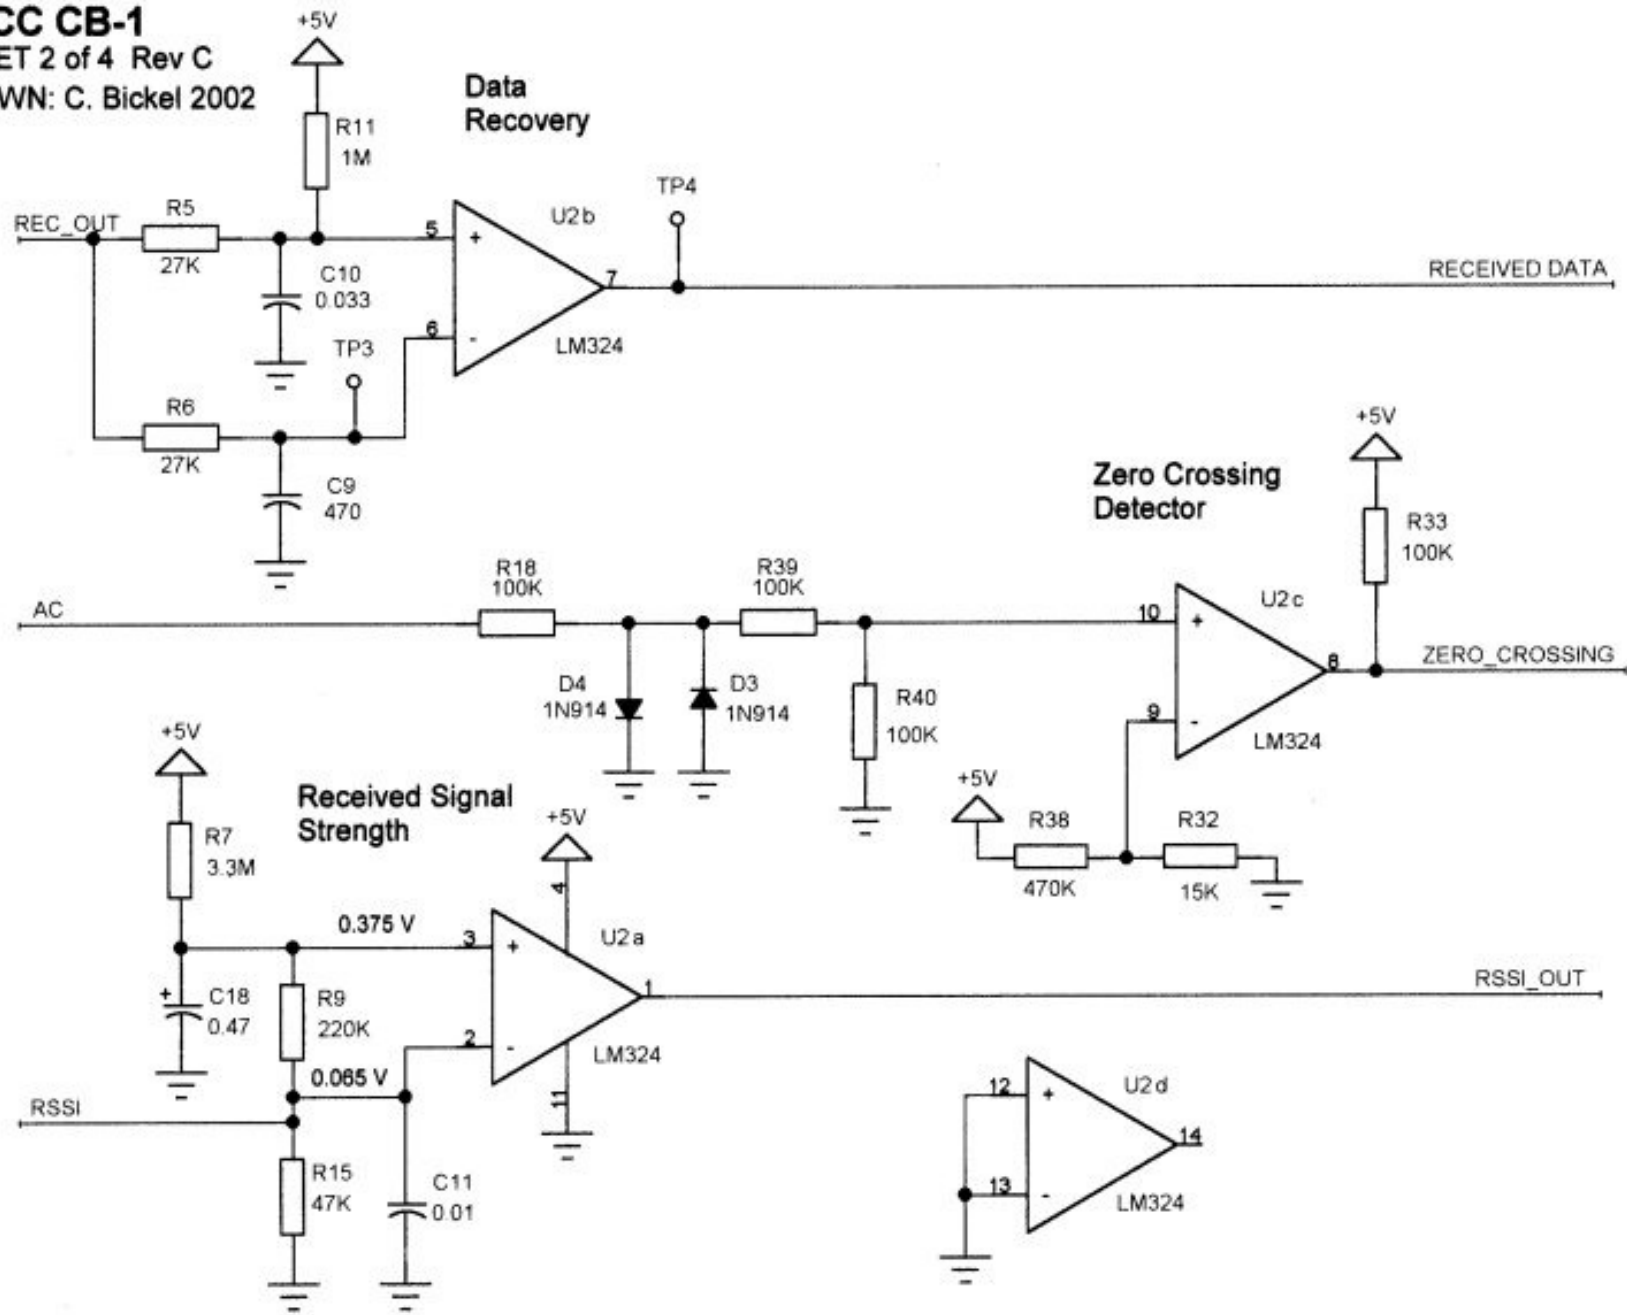 CC CB-1
ET 2 of 4 Rev C
WN: C. Bickel 2002
+5V
R11
1M
Data
Recovery
TP4
U2b
REC_OUT
R5
27K
5
+
C10
0.033
7
RECEIVED DATA
6
-
TP3
LM324
R6
27K
C9
470
+5V
Zero Crossing
Detector
R33
100K
AC
R18
100K
R39
100K
10
+
U2c
8
ZERO_CROSSING
D4
1N914
D3
1N914
R40
100K
9
-
LM324
+5V
R38
470K
R32
15K
+5V
R7
3.3M
Received Signal
Strength
+5V
4
0.375 V
3
+
U2a
1
RSSI_OUT
+
C18
0.47
R9
220K
2
-
LM324
0.065 V
11
RSSI
R15
47K
C11
0.01
12
+
U2d
14
13
-
LM324